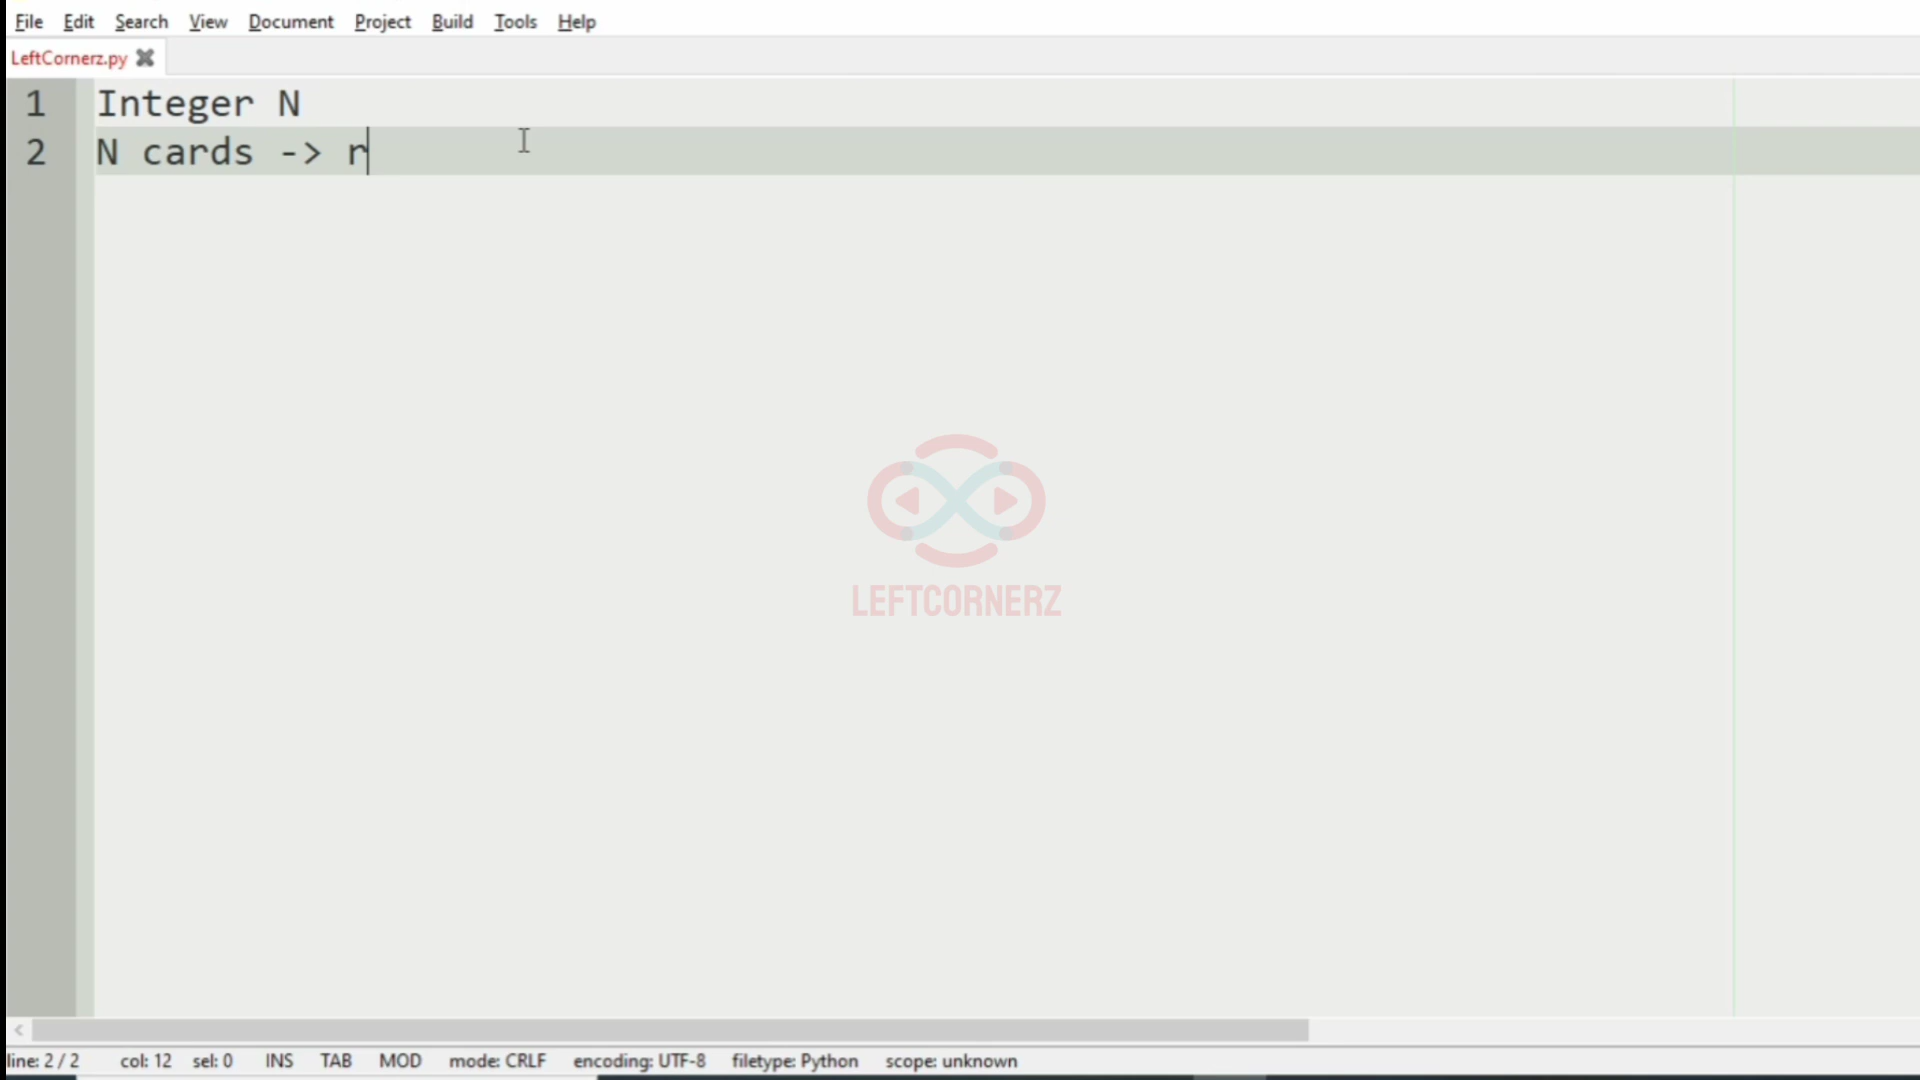 File Edit Search View Document Project Build Tools Help
LeftCornerz.py
1 Integer N
2 N cards -> r
LEFTCORNERZ
line: 2 / 2 col: 12 sel: 0 INS TAB MOD mode: CRLF encoding: UTF-8 filetype: Python scope: unknown